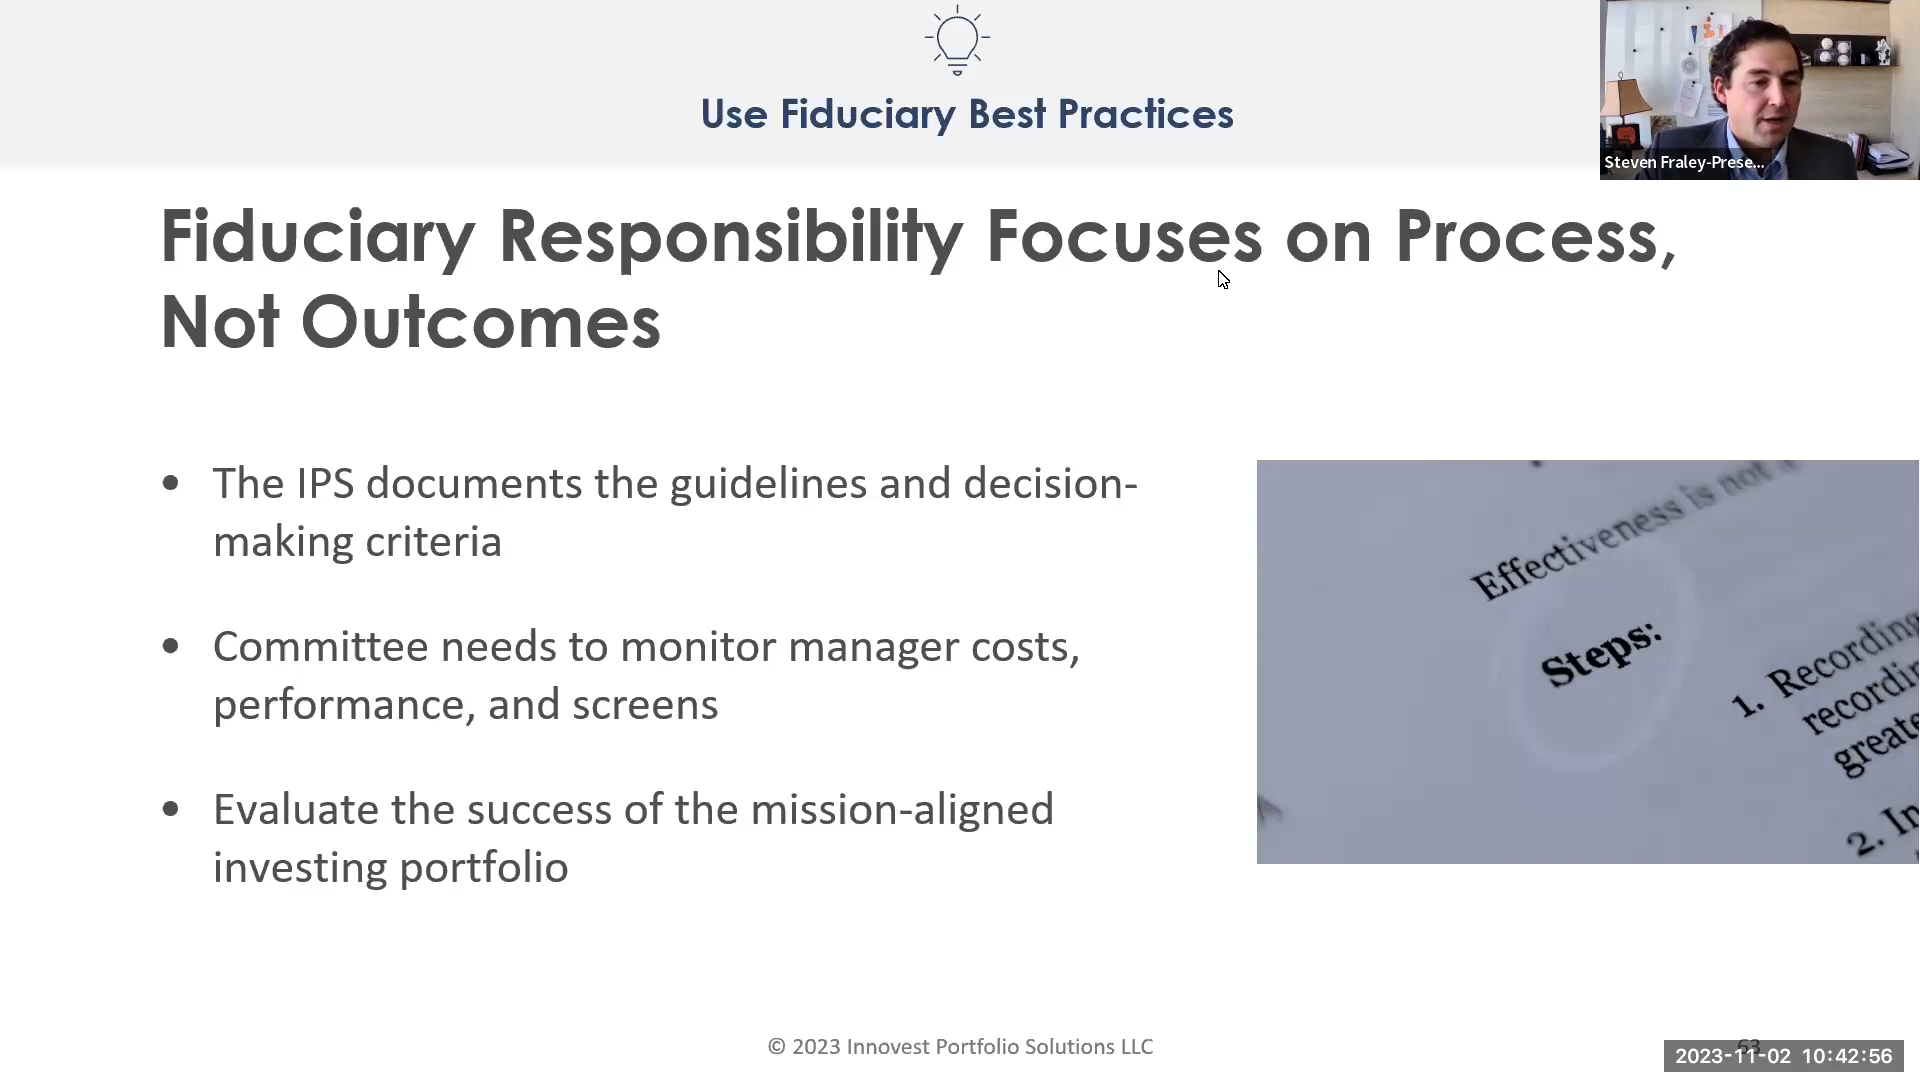 Use Fiduciary Best Practices
Steven Fraley-Prese...
Fiduciary Responsibility Focuses on Process,
Not Outcomes
• The IPS documents the guidelines and decision-
making criteria
• Committee needs to monitor manager costs,
performance, and screens
• Evaluate the success of the mission-aligned
investing portfolio
Effectiveness is not
Steps:
1. Recording
2.
© 2023 Innovest Portfolio Solutions LLC
63
2023-11-02 10:42:56